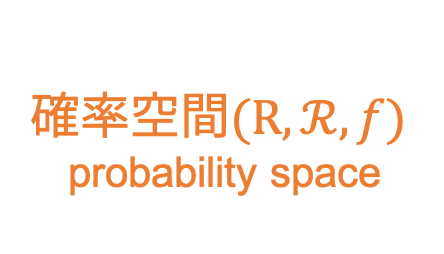 確率空間(R, ℛ, 𝑓)
probability space